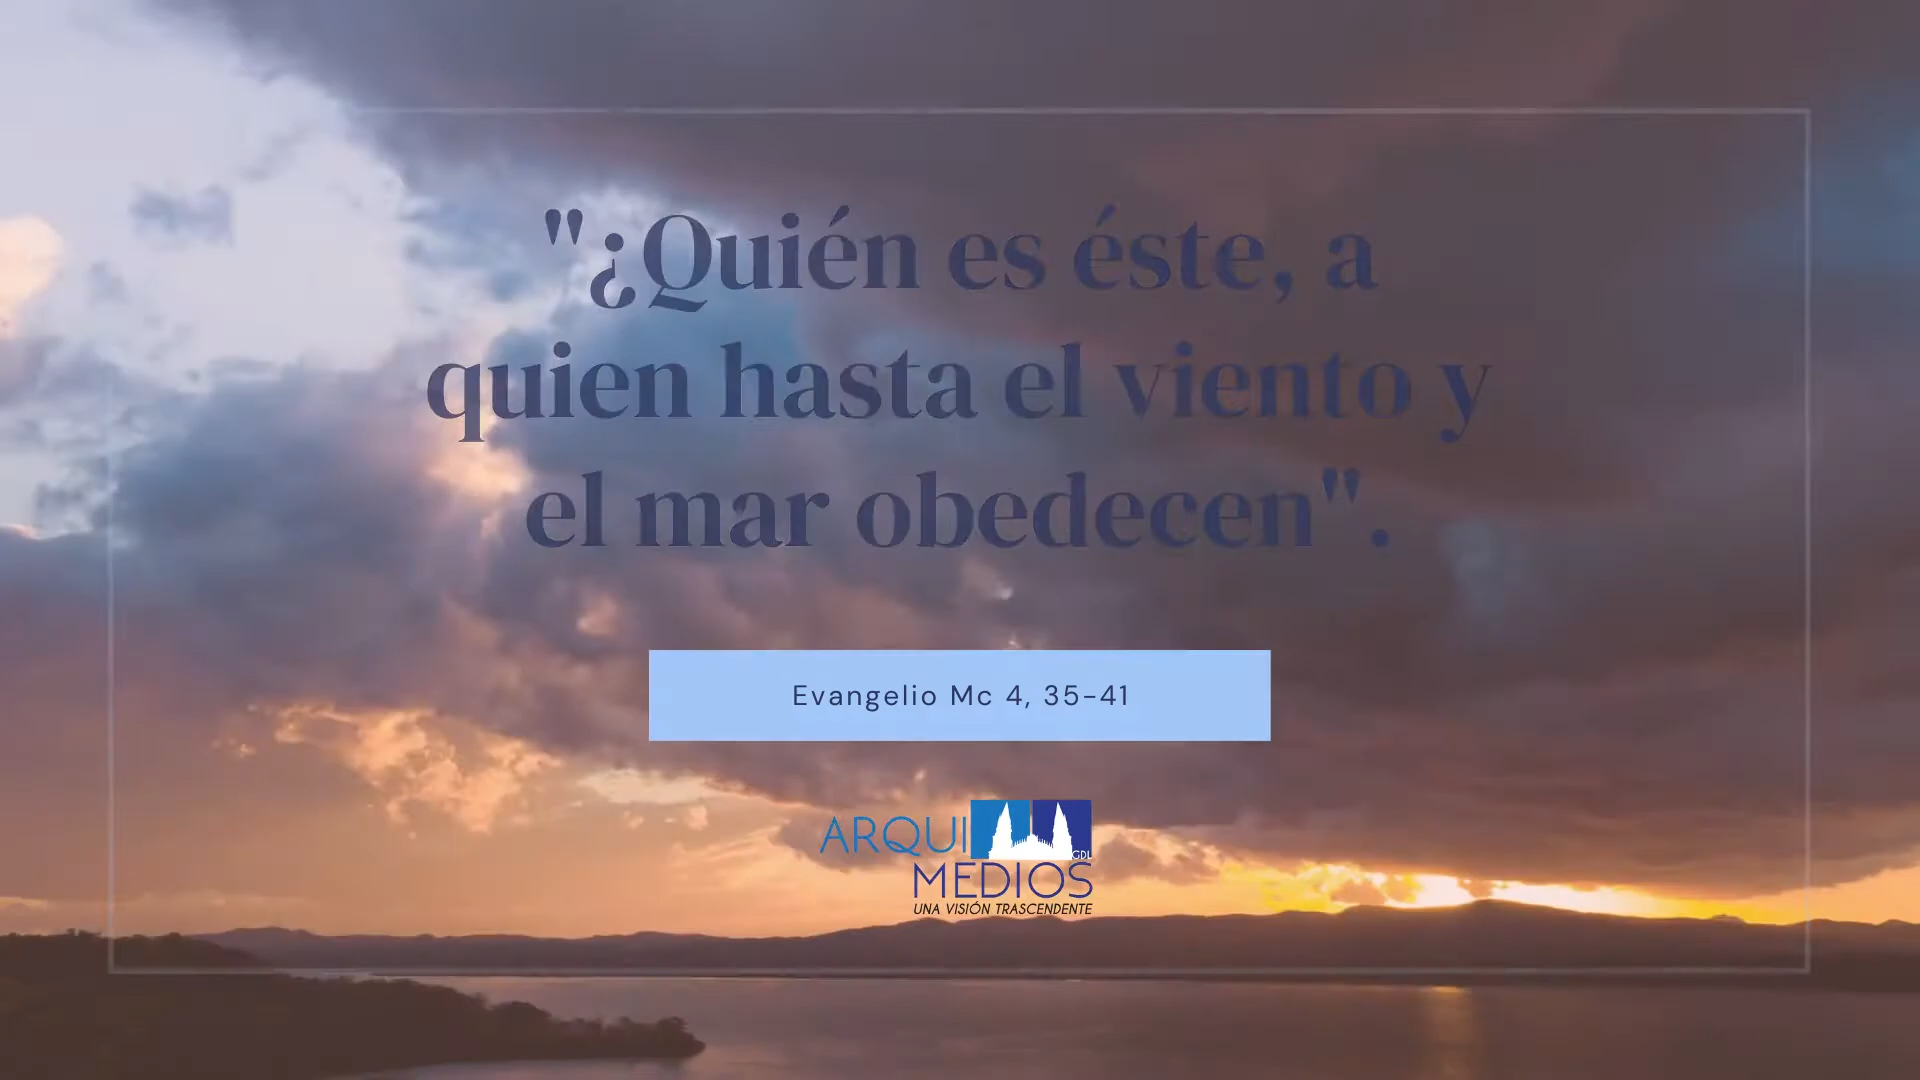 "¿Quién es éste, a
quien hasta el viento y
el mar obedecen".
Evangelio Mc 4, 35-41
ARQUI
GDL
MEDIOS
UNA VISIÓN TRASCENDENTE